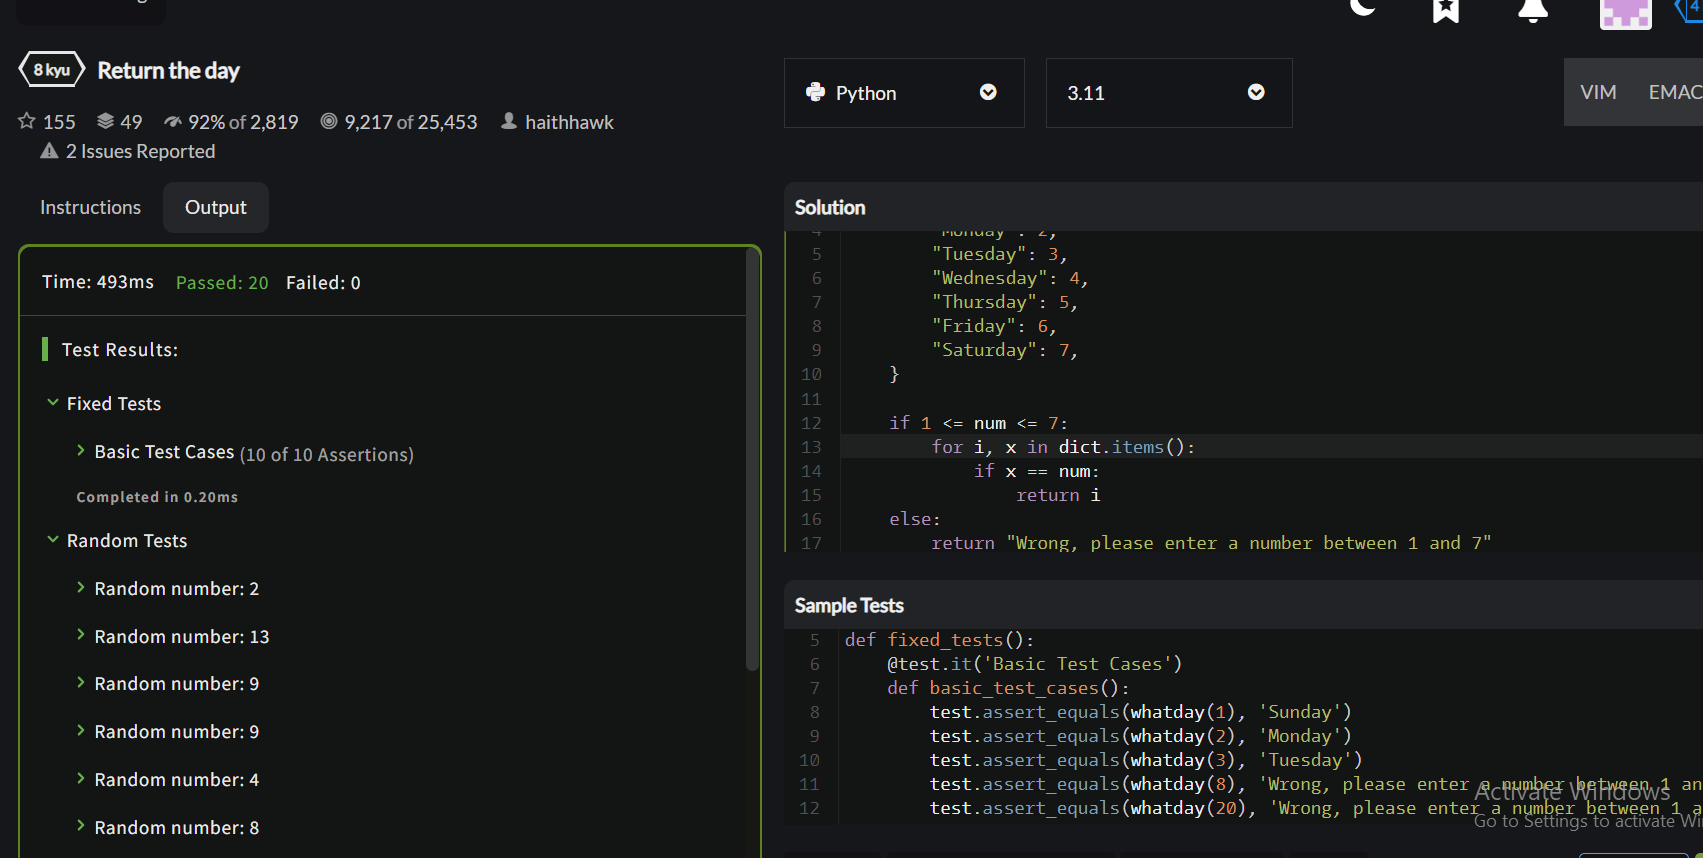 4
8 kyu Return the day
155 49 92% of 2,819 9,217 of 25,453 haithhawk
2 Issues Reported
Python 3.11 VIM EMAC
Instructions Output
Time: 493ms Passed: 20 Failed: 0
Test Results:
Fixed Tests
Basic Test Cases (10 of 10 Assertions)
Completed in 0.20ms
Random Tests
Random number: 2
Random number: 13
Random number: 9
Random number: 9
Random number: 4
Random number: 8
Solution
4 "Monday": 2,
5 "Tuesday": 3,
6 "Wednesday": 4,
7 "Thursday": 5,
8 "Friday": 6,
9 "Saturday": 7,
10 }
11
12 if 1 <= num <= 7:
13 for i, x in dict.items():
14 if x == num:
15 return i
16 else:
17 return "Wrong, please enter a number between 1 and 7"
Sample Tests
5 def fixed_tests():
6 @test.it('Basic Test Cases')
7 def basic_test_cases():
8 test.assert_equals(whatday(1), 'Sunday')
9 test.assert_equals(whatday(2), 'Monday')
10 test.assert_equals(whatday(3), 'Tuesday')
11 test.assert_equals(whatday(8), 'Wrong, please enter a number between 1 an
12 test.assert_equals(whatday(20), 'Wrong, please enter a number between 1 a
Activate Windows
Go to Settings to activate Wi